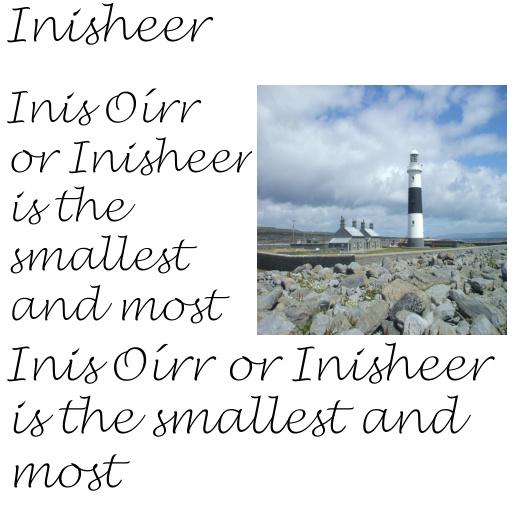 Inisheer
Inis Oírr
or Inisheer
is the
smallest
and most
Inis Oírr or Inisheer
is the smallest and
most